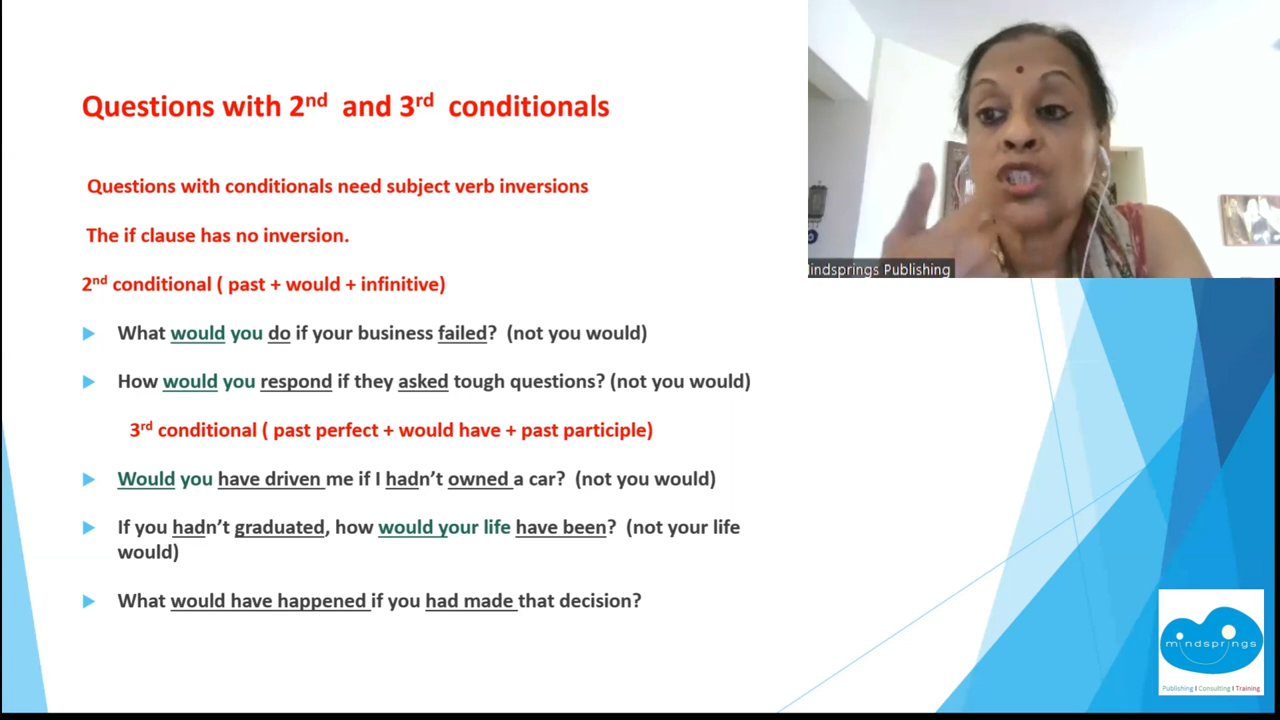 Questions with 2nd and 3rd conditionals
Questions with conditionals need subject verb inversions
The if clause has no inversion.
2nd conditional ( past + would + infinitive)
What would you do if your business failed? (not you would)
How would you respond if they asked tough questions? (not you would)
3rd conditional ( past perfect + would have + past participle)
Would you have driven me if I hadn't owned a car? (not you would)
If you hadn't graduated, how would your life have been? (not your life
would)
What would have happened if you had made that decision?
indsprings Publishing
mindsprings
Publishing I Consulting I Training